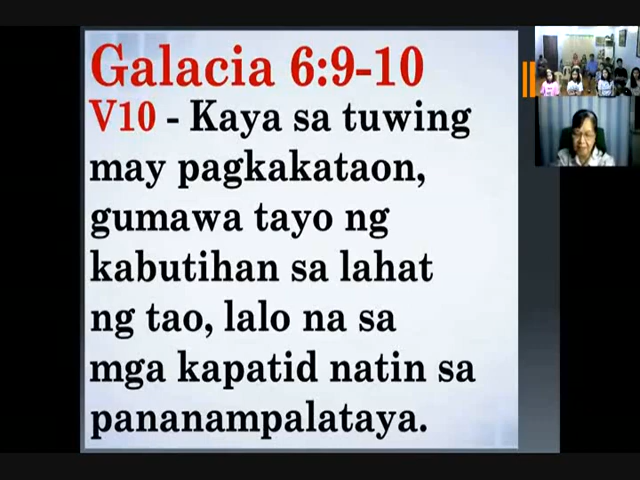 Galacia 6:9-10
V10 - Kaya sa tuwing
may pagkakataon,
gumawa tayo ng
kabutihan sa lahat
ng tao, lalo na sa
mga kapatid natin sa
pananampalataya.